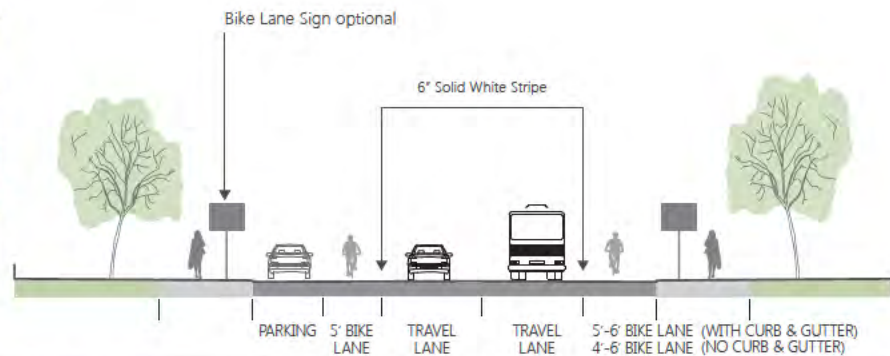 Bike Lane Sign optional
6" Solid White Stripe
PARKING
5' BIKE
LANE
TRAVEL
LANE
TRAVEL
LANE
5'-6' BIKE LANE (WITH CURB & GUTTER)
4'-6' BIKE LANE (NO CURB & GUTTER)